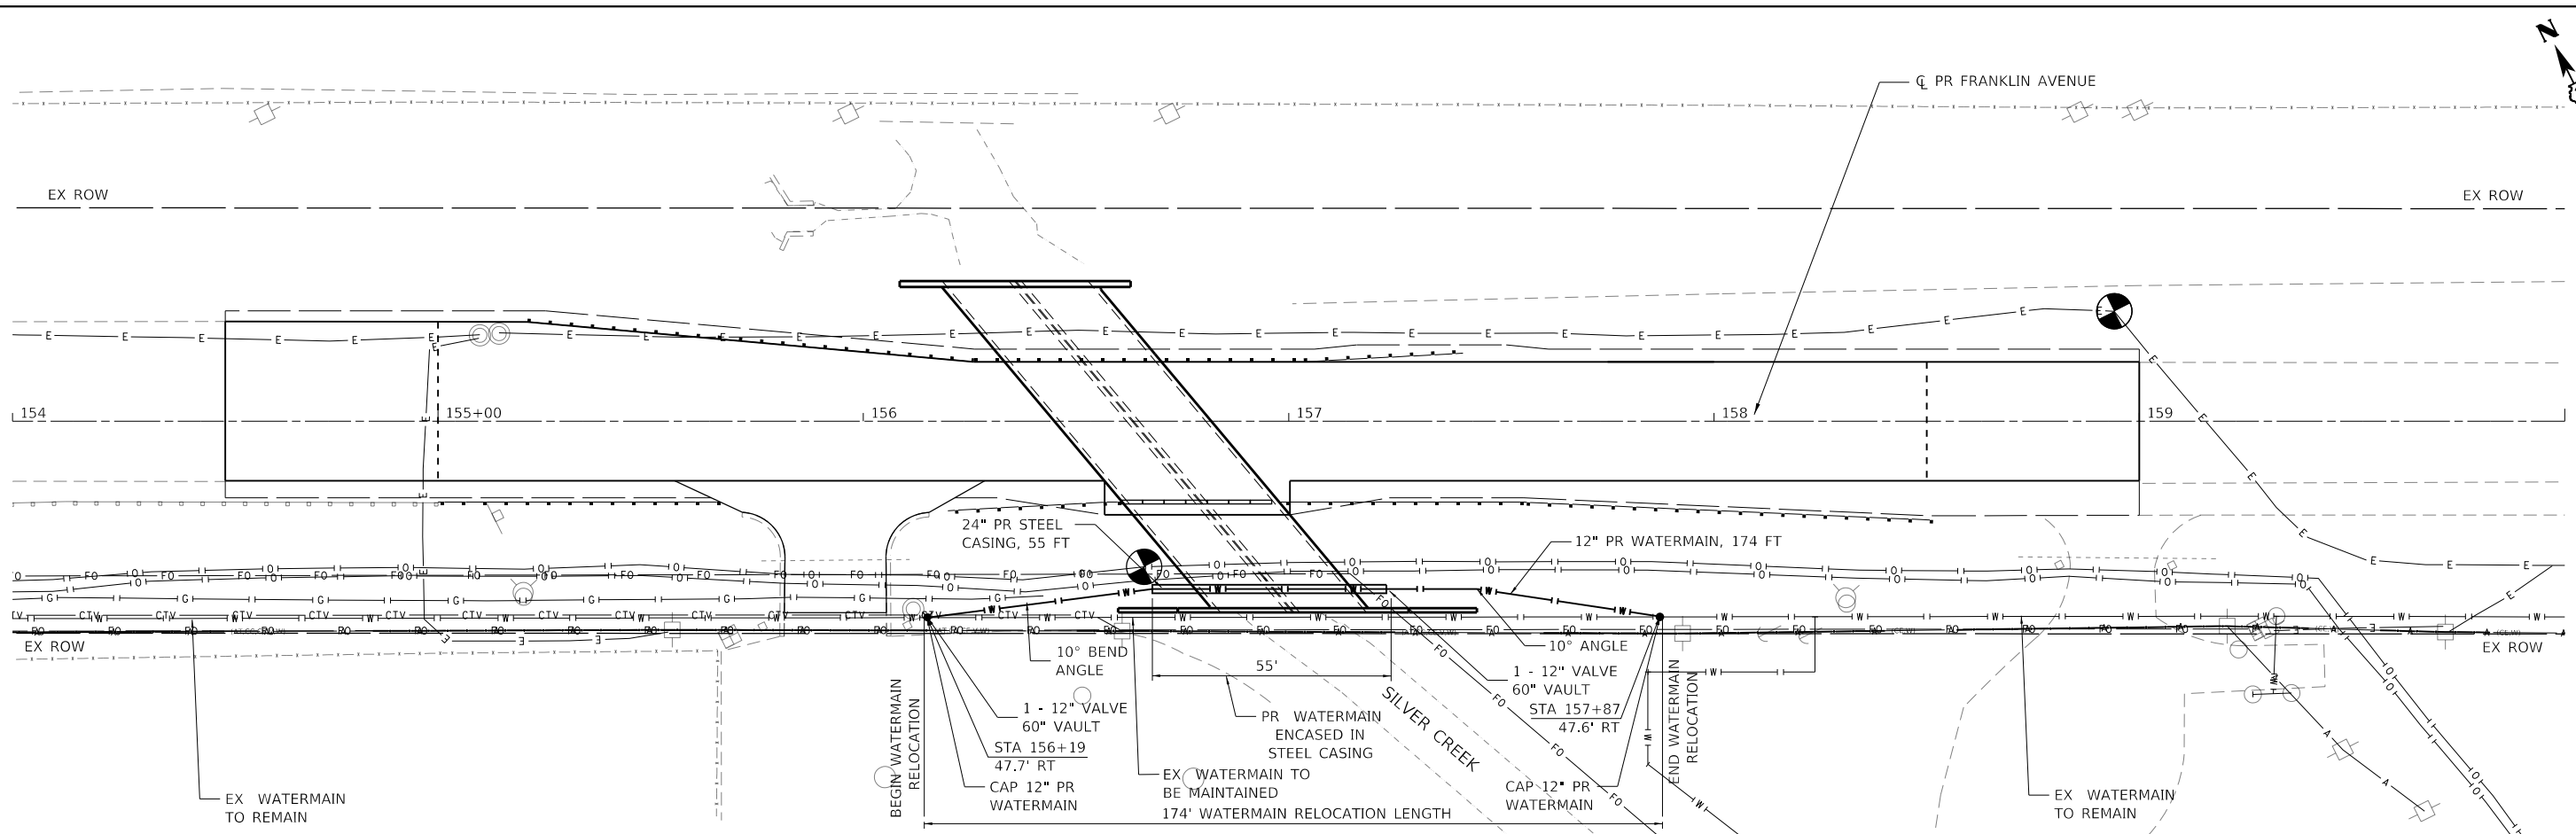 N
℄ PR FRANKLIN AVENUE
EX ROW
EX ROW
154
155+00
156
157
158
159
24" PR STEEL
CASING, 55 FT
12" PR WATERMAIN, 174 FT
EX ROW
EX ROW
10° BEND
ANGLE
55'
10° ANGLE
1 - 12" VALVE
60" VAULT
STA 157+87
47.6' RT
1 - 12" VALVE
60" VAULT
STA 156+19
47.7' RT
CAP 12" PR
WATERMAIN
BEGIN WATERMAIN
RELOCATION
PR WATERMAIN
ENCASED IN
STEEL CASING
SILVER CREEK
END WATERMAIN
RELOCATION
EX WATERMAIN TO
BE MAINTAINED
CAP 12" PR
WATERMAIN
174' WATERMAIN RELOCATION LENGTH
EX WATERMAIN
TO REMAIN
EX WATERMAIN
TO REMAIN